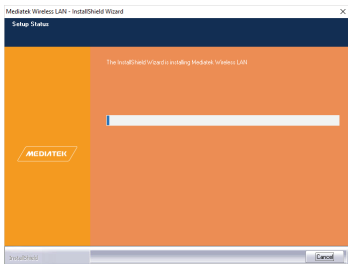 Mediatek Wireless LAN - InstallShield Wizard
Setup Status
The InstallShield Wizard is installing Mediatek Wireless LAN
MEDIATEK
InstallShield
Cancel